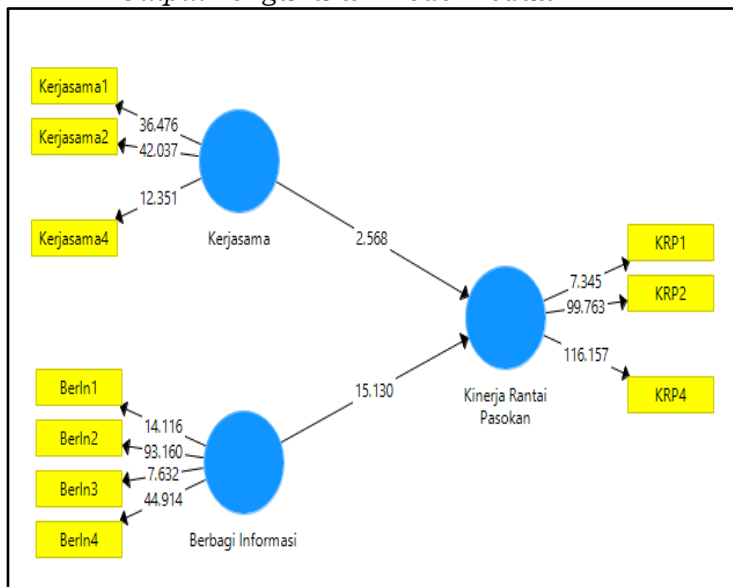 Kerjasama1
36.476
Kerjasama2
42.037
12.351
Kerjasama4
Kerjasama
2.568
KRP1
7.345
KRP2
99.763
116.157
KRP4
Kinerja Rantai
Pasokan
15.130
BerIn1
14.116
BerIn2
93.160
7.632
BerIn3
44.914
BerIn4
Berbagi Informasi